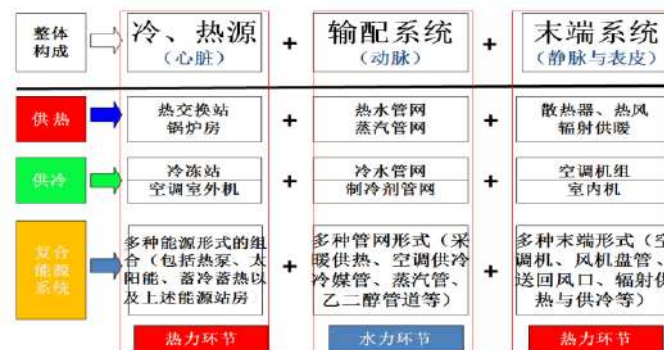 整体
构成
冷、热源
（心脏）
+
输配系统
（动脉）
+
末端系统
（静脉与表皮）
供热
热交换站
锅炉房
+
热水管网
蒸汽管网
+
散热器、热风
辐射供暖
供冷
冷冻站
空调室外机
+
冷水管网
制冷剂管网
+
空调机组
室内机
复合
能源
系统
多种能源形式的组
合（包括热泵、太
阳能、蓄冷蓄热以
及上述能源站房）
+
多种管网形式（采
暖供热、空调供冷
冷媒管、蒸汽管、
乙二醇管道等）
+
多种末端形式（空
调机、风机盘管、
送回风口、辐射供
热与供冷等）
热力环节
水力环节
热力环节